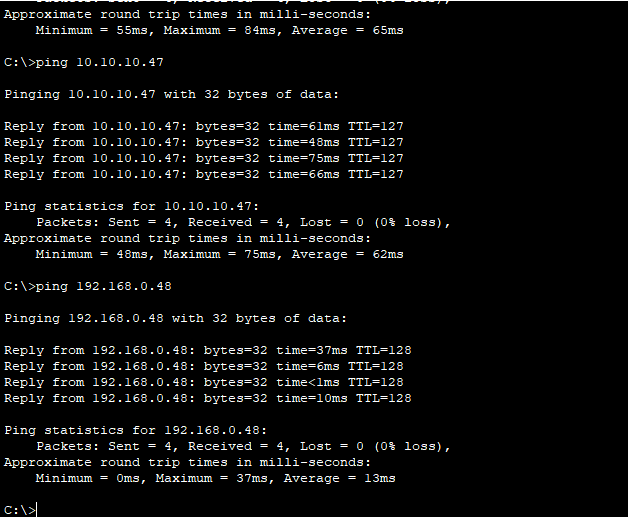 Approximate round trip times in milli-seconds:
    Minimum = 55ms, Maximum = 84ms, Average = 65ms
C:\>ping 10.10.10.47
Pinging 10.10.10.47 with 32 bytes of data:
Reply from 10.10.10.47: bytes=32 time=61ms TTL=127
Reply from 10.10.10.47: bytes=32 time=48ms TTL=127
Reply from 10.10.10.47: bytes=32 time=75ms TTL=127
Reply from 10.10.10.47: bytes=32 time=66ms TTL=127
Ping statistics for 10.10.10.47:
    Packets: Sent = 4, Received = 4, Lost = 0 (0% loss),
Approximate round trip times in milli-seconds:
    Minimum = 48ms, Maximum = 75ms, Average = 62ms
C:\>ping 192.168.0.48
Pinging 192.168.0.48 with 32 bytes of data:
Reply from 192.168.0.48: bytes=32 time=37ms TTL=128
Reply from 192.168.0.48: bytes=32 time=6ms TTL=128
Reply from 192.168.0.48: bytes=32 time<1ms TTL=128
Reply from 192.168.0.48: bytes=32 time=10ms TTL=128
Ping statistics for 192.168.0.48:
    Packets: Sent = 4, Received = 4, Lost = 0 (0% loss),
Approximate round trip times in milli-seconds:
    Minimum = 0ms, Maximum = 37ms, Average = 13ms
C:\>